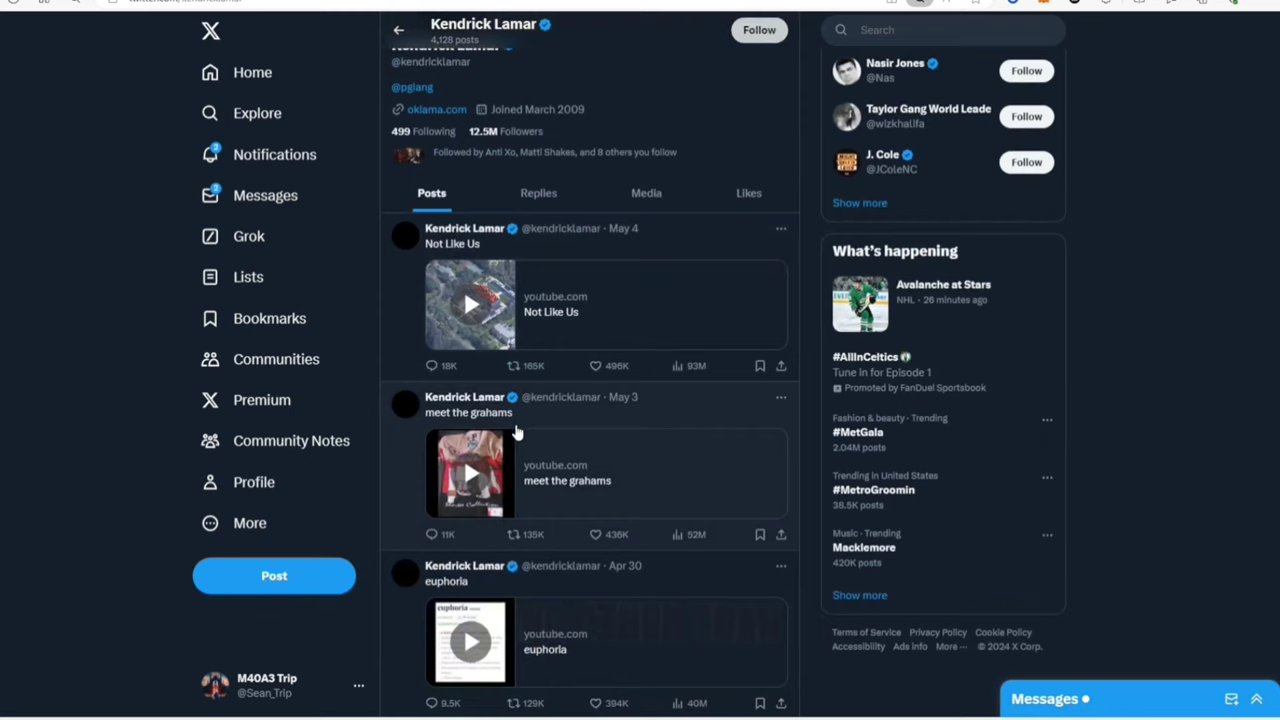 Kendrick Lamar
4,128 posts
Follow
Search
Home
Explore
2
Notifications
2
Messages
Grok
Lists
Bookmarks
Communities
Premium
Community Notes
Profile
More
Post
M40A3 Trip
@Sean_Trip
Kendrick Lamar
@kendricklamar
@pglang
oklama.com Joined March 2009
499 Following 12.5M Followers
Followed by Anti Xo, Matti Shakes, and 8 others you follow
Posts Replies Media Likes
Kendrick Lamar @kendricklamar · May 4
Not Like Us
youtube.com
Not Like Us
18K 165K 496K 93M
Kendrick Lamar @kendricklamar · May 3
meet the grahams
youtube.com
meet the grahams
11K 135K 436K 52M
Kendrick Lamar @kendricklamar · Apr 30
euphoria
euphoria
youtube.com
euphoria
9.5K 129K 394K 40M
Nasir Jones
@Nas
Follow
Taylor Gang World Leade
@wizkhalifa
Follow
J. Cole
@JColeNC
Follow
Show more
What's happening
Avalanche at Stars
NHL · 26 minutes ago
#AllInCeltics
Tune in for Episode 1
Promoted by FanDuel Sportsbook
Fashion & beauty · Trending
#MetGala
2.04M posts
Trending in United States
#MetroGroomin
38.5K posts
Music · Trending
Macklemore
420K posts
Show more
Terms of Service Privacy Policy Cookie Policy
Accessibility Ads info More ··· © 2024 X Corp.
Messages